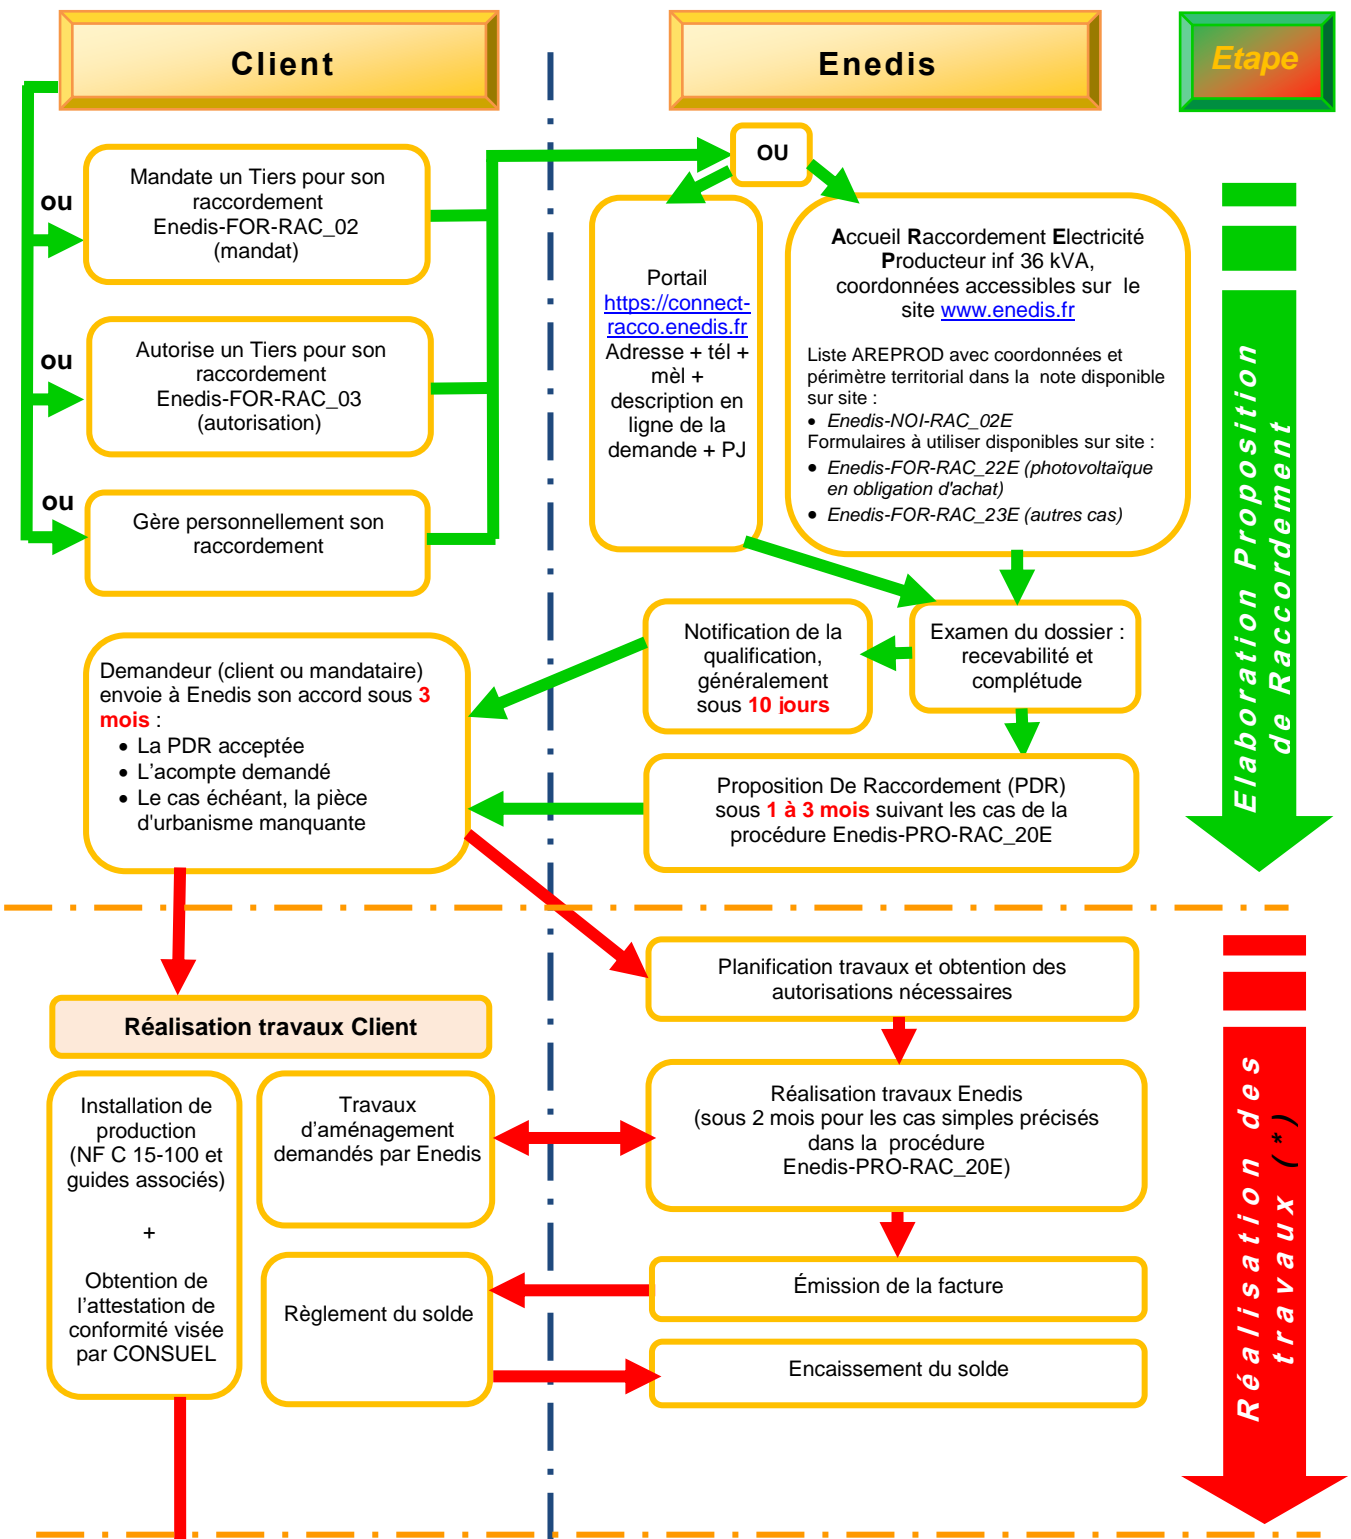 Client
Enedis
Etape
ou
Mandate un Tiers pour son
raccordement
Enedis-FOR-RAC_02
(mandat)
ou
Autorise un Tiers pour son
raccordement
Enedis-FOR-RAC_03
(autorisation)
ou
Gère personnellement son
raccordement
OU
Portail
https://connect-
racco.enedis.fr
Adresse + tél +
mèl +
description en
ligne de la
demande + PJ
Accueil Raccordement Electricité
Producteur inf 36 kVA,
coordonnées accessibles sur le
site www.enedis.fr
Liste AREPROD avec coordonnées et
périmètre territorial dans la note disponible
sur site :
• Enedis-NOI-RAC_02E
Formulaires à utiliser disponibles sur site :
• Enedis-FOR-RAC_22E (photovoltaïque
en obligation d'achat)
• Enedis-FOR-RAC_23E (autres cas)
Elaboration Proposition
de Raccordement
Notification de la
qualification,
généralement
sous 10 jours
Examen du dossier :
recevabilité et
complétude
Demandeur (client ou mandataire)
envoie à Enedis son accord sous 3
mois :
• La PDR acceptée
• L'acompte demandé
• Le cas échéant, la pièce
d'urbanisme manquante
Proposition De Raccordement (PDR)
sous 1 à 3 mois suivant les cas de la
procédure Enedis-PRO-RAC_20E
Planification travaux et obtention des
autorisations nécessaires
Réalisation travaux Client
Installation de
production
(NF C 15-100 et
guides associés)
+
Obtention de
l'attestation de
conformité visée
par CONSUEL
Travaux
d'aménagement
demandés par Enedis
Réalisation travaux Enedis
(sous 2 mois pour les cas simples précisés
dans la procédure
Enedis-PRO-RAC_20E)
Règlement du solde
Émission de la facture
Encaissement du solde
Réalisation des
travaux (*)